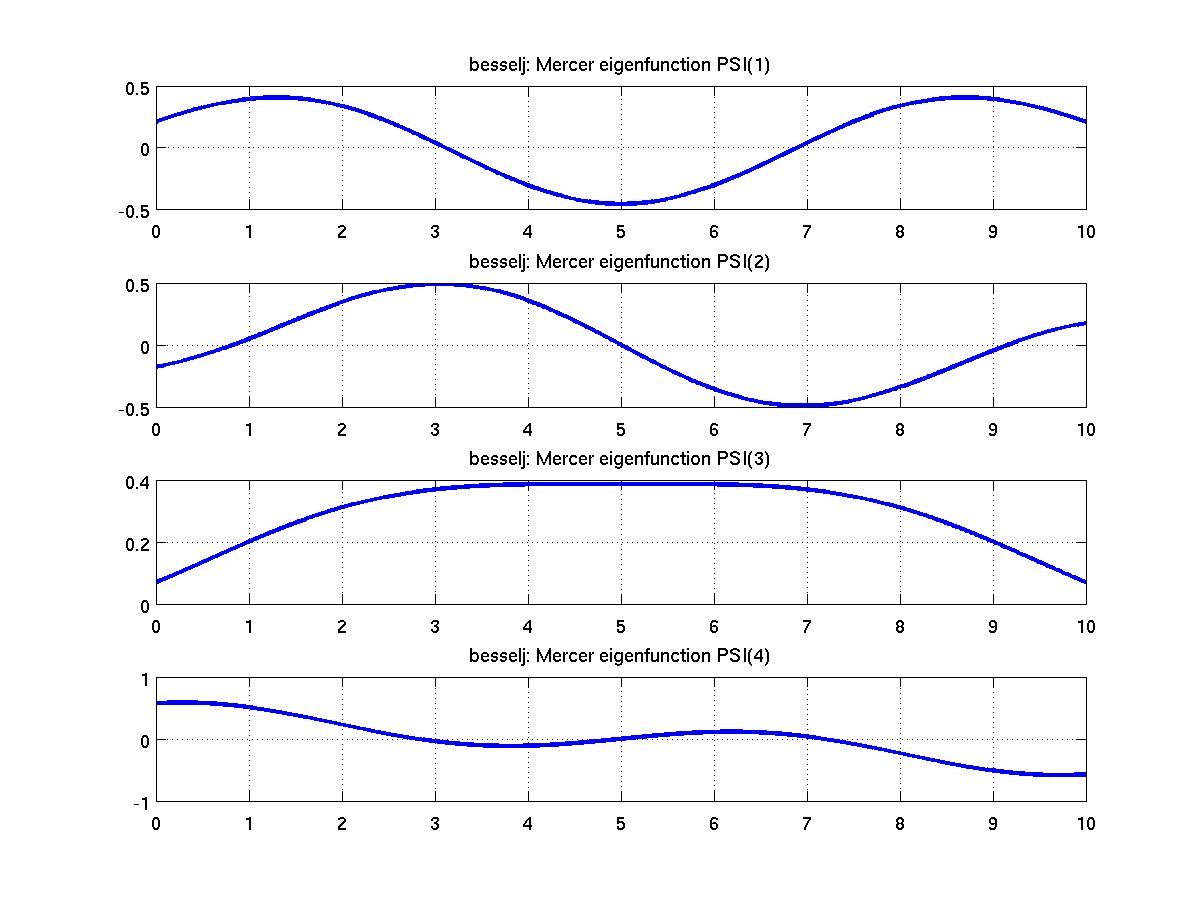 besselj: Mercer eigenfunction PSI(1)
0.5
0
-0.5
0 1 2 3 4 5 6 7 8 9 10
besselj: Mercer eigenfunction PSI(2)
0.5
0
-0.5
0 1 2 3 4 5 6 7 8 9 10
besselj: Mercer eigenfunction PSI(3)
0.4
0.2
0
0 1 2 3 4 5 6 7 8 9 10
besselj: Mercer eigenfunction PSI(4)
1
0
-1
0 1 2 3 4 5 6 7 8 9 10